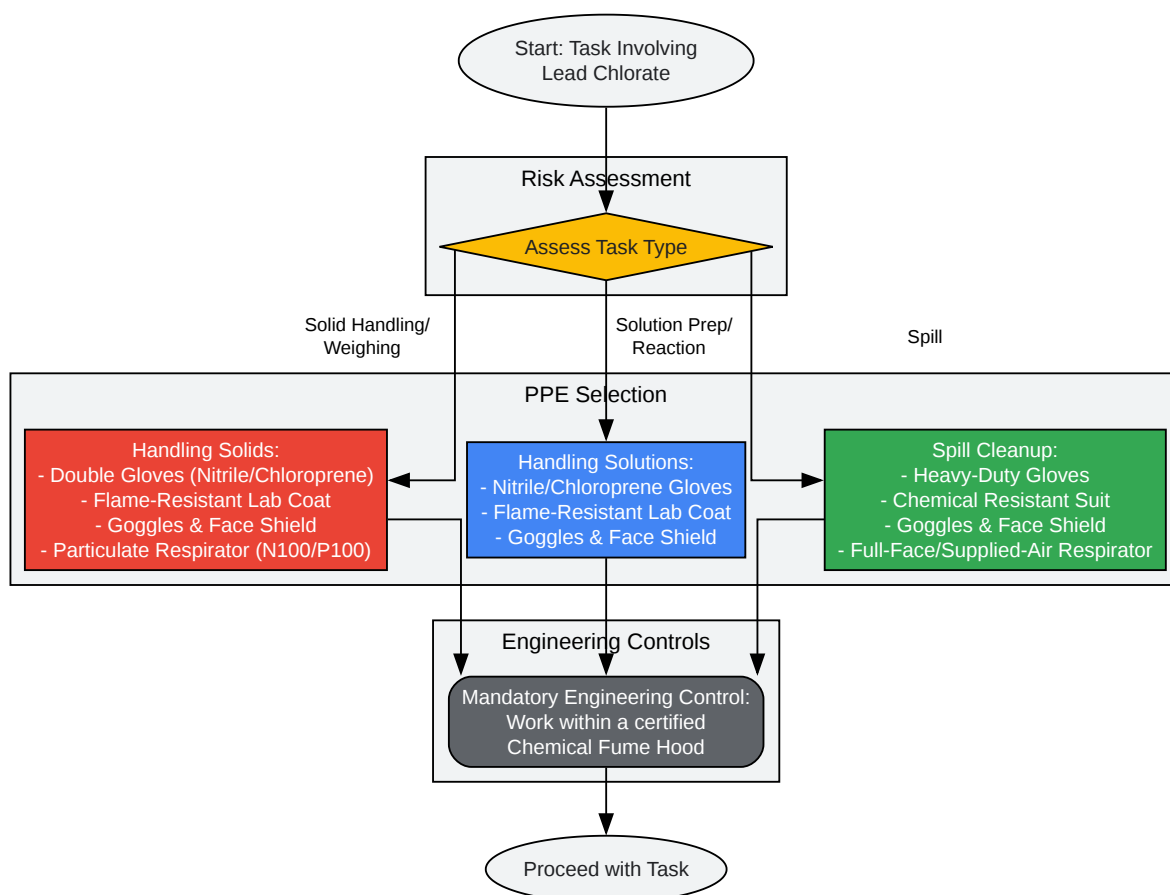 Start: Task Involving
Lead Chlorate
Risk Assessment
Assess Task Type
Solid Handling/
Weighing
Solution Prep/
Reaction
Spill
PPE Selection
Handling Solids:
- Double Gloves (Nitrile/Chloroprene)
- Flame-Resistant Lab Coat
- Goggles & Face Shield
- Particulate Respirator (N100/P100)
Handling Solutions:
- Nitrile/Chloroprene Gloves
- Flame-Resistant Lab Coat
- Goggles & Face Shield
Spill Cleanup:
- Heavy-Duty Gloves
- Chemical Resistant Suit
- Goggles & Face Shield
- Full-Face/Supplied-Air Respirator
Engineering Controls
Mandatory Engineering Control:
Work within a certified
Chemical Fume Hood
Proceed with Task